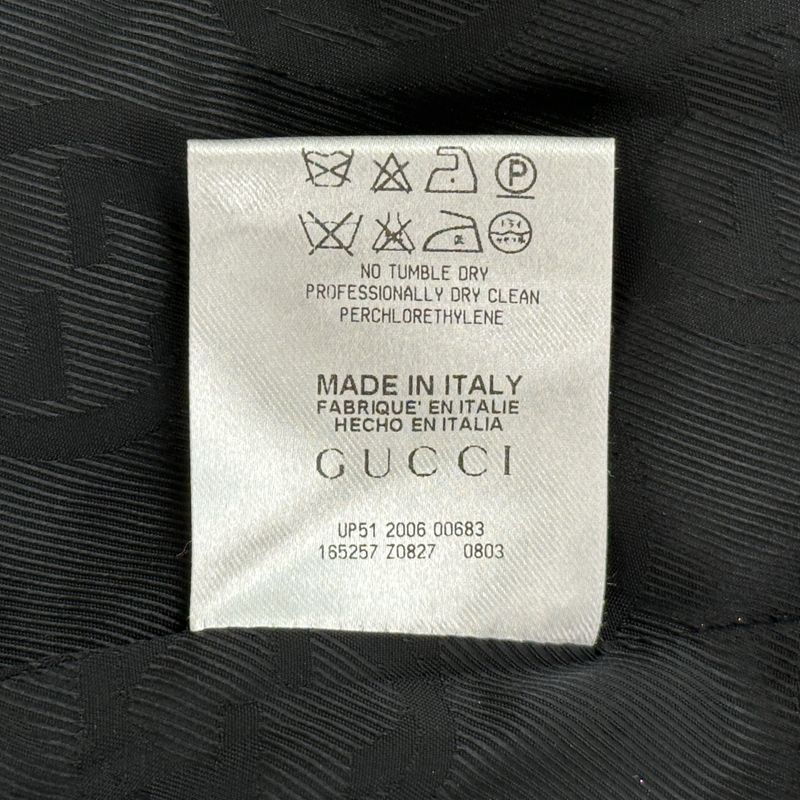 P
NO TUMBLE DRY
PROFESSIONALLY DRY CLEAN
PERCHLORETHYLENE
MADE IN ITALY
FABRIQUE' EN ITALIE
HECHO EN ITALIA
GUCCI
UP51 2006 00683
165257 Z0827 0803